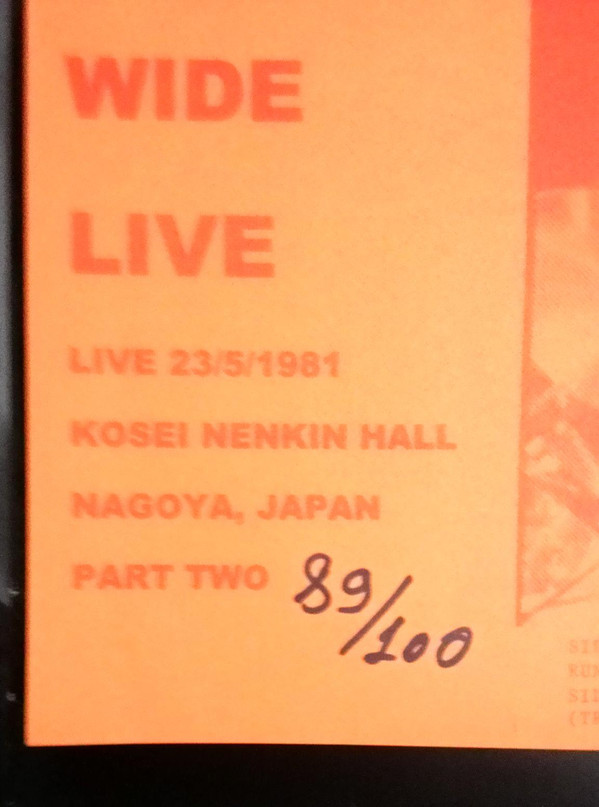 WIDE
LIVE
LIVE 23/5/1981
KOSEI NENKIN HALL
NAGOYA, JAPAN
PART TWO 89/100